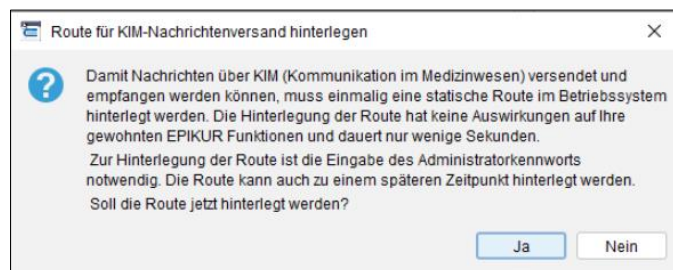 Route für KIM-Nachrichtenversand hinterlegen
Damit Nachrichten über KIM (Kommunikation im Medizinwesen) versendet und
empfangen werden können, muss einmalig eine statische Route im Betriebssystem
hinterlegt werden. Die Hinterlegung der Route hat keine Auswirkungen auf Ihre
gewohnten EPIKUR Funktionen und dauert nur wenige Sekunden.
Zur Hinterlegung der Route ist die Eingabe des Administratorkennworts
notwendig. Die Route kann auch zu einem späteren Zeitpunkt hinterlegt werden.
Soll die Route jetzt hinterlegt werden?
Ja Nein